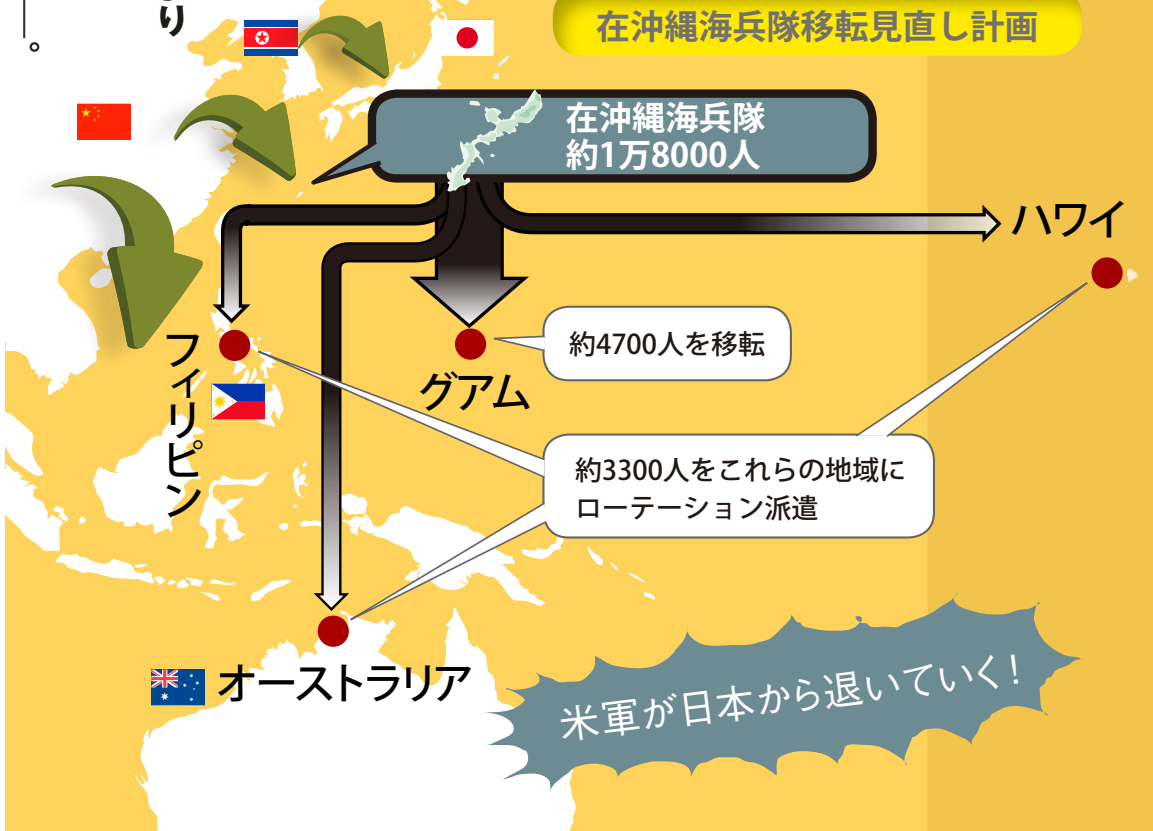 り
｜。
在沖縄海兵隊移転見直し計画
在沖縄海兵隊
約1万8000人
ハワイ
フィリピン
グアム
約4700人を移転
約3300人をこれらの地域に
ローテーション派遣
オーストラリア
米軍が日本から退いていく！